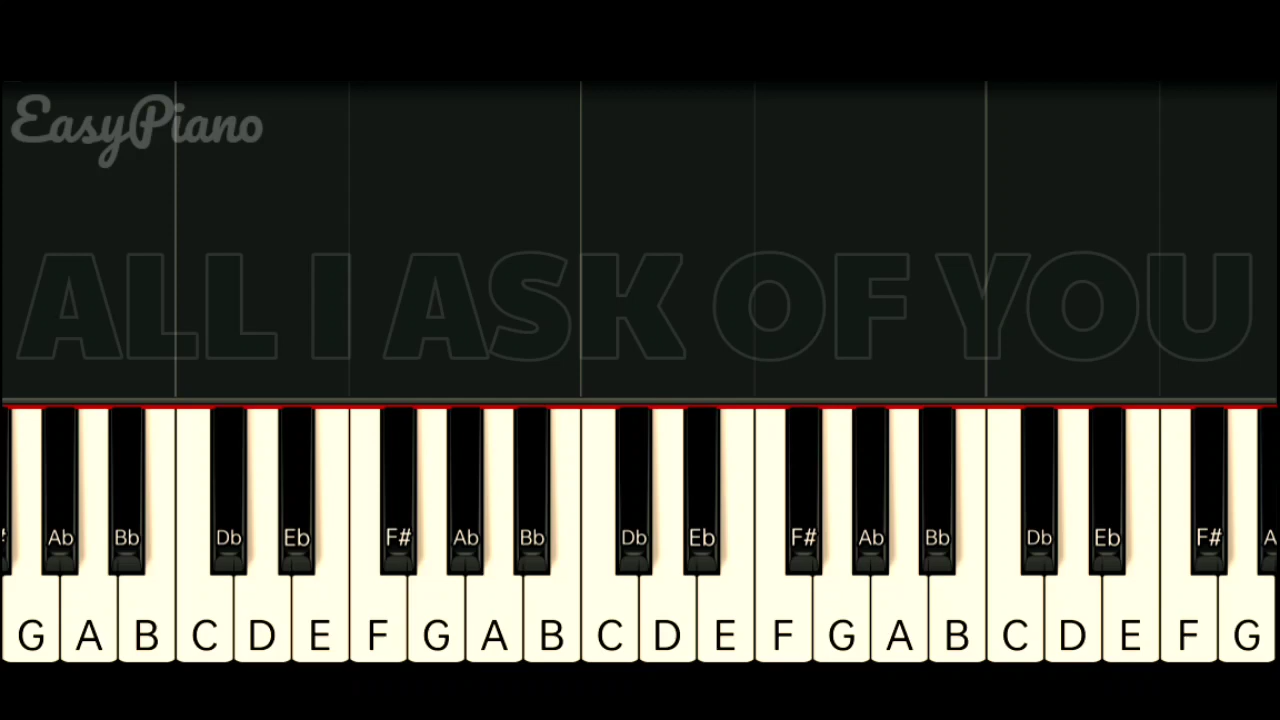 EasyPiano
ALL I ASK OF YOU
# Ab Bb Db Eb F# Ab Bb Db Eb F# Ab Bb Db Eb F# A
G A B C D E F G A B C D E F G A B C D E F G